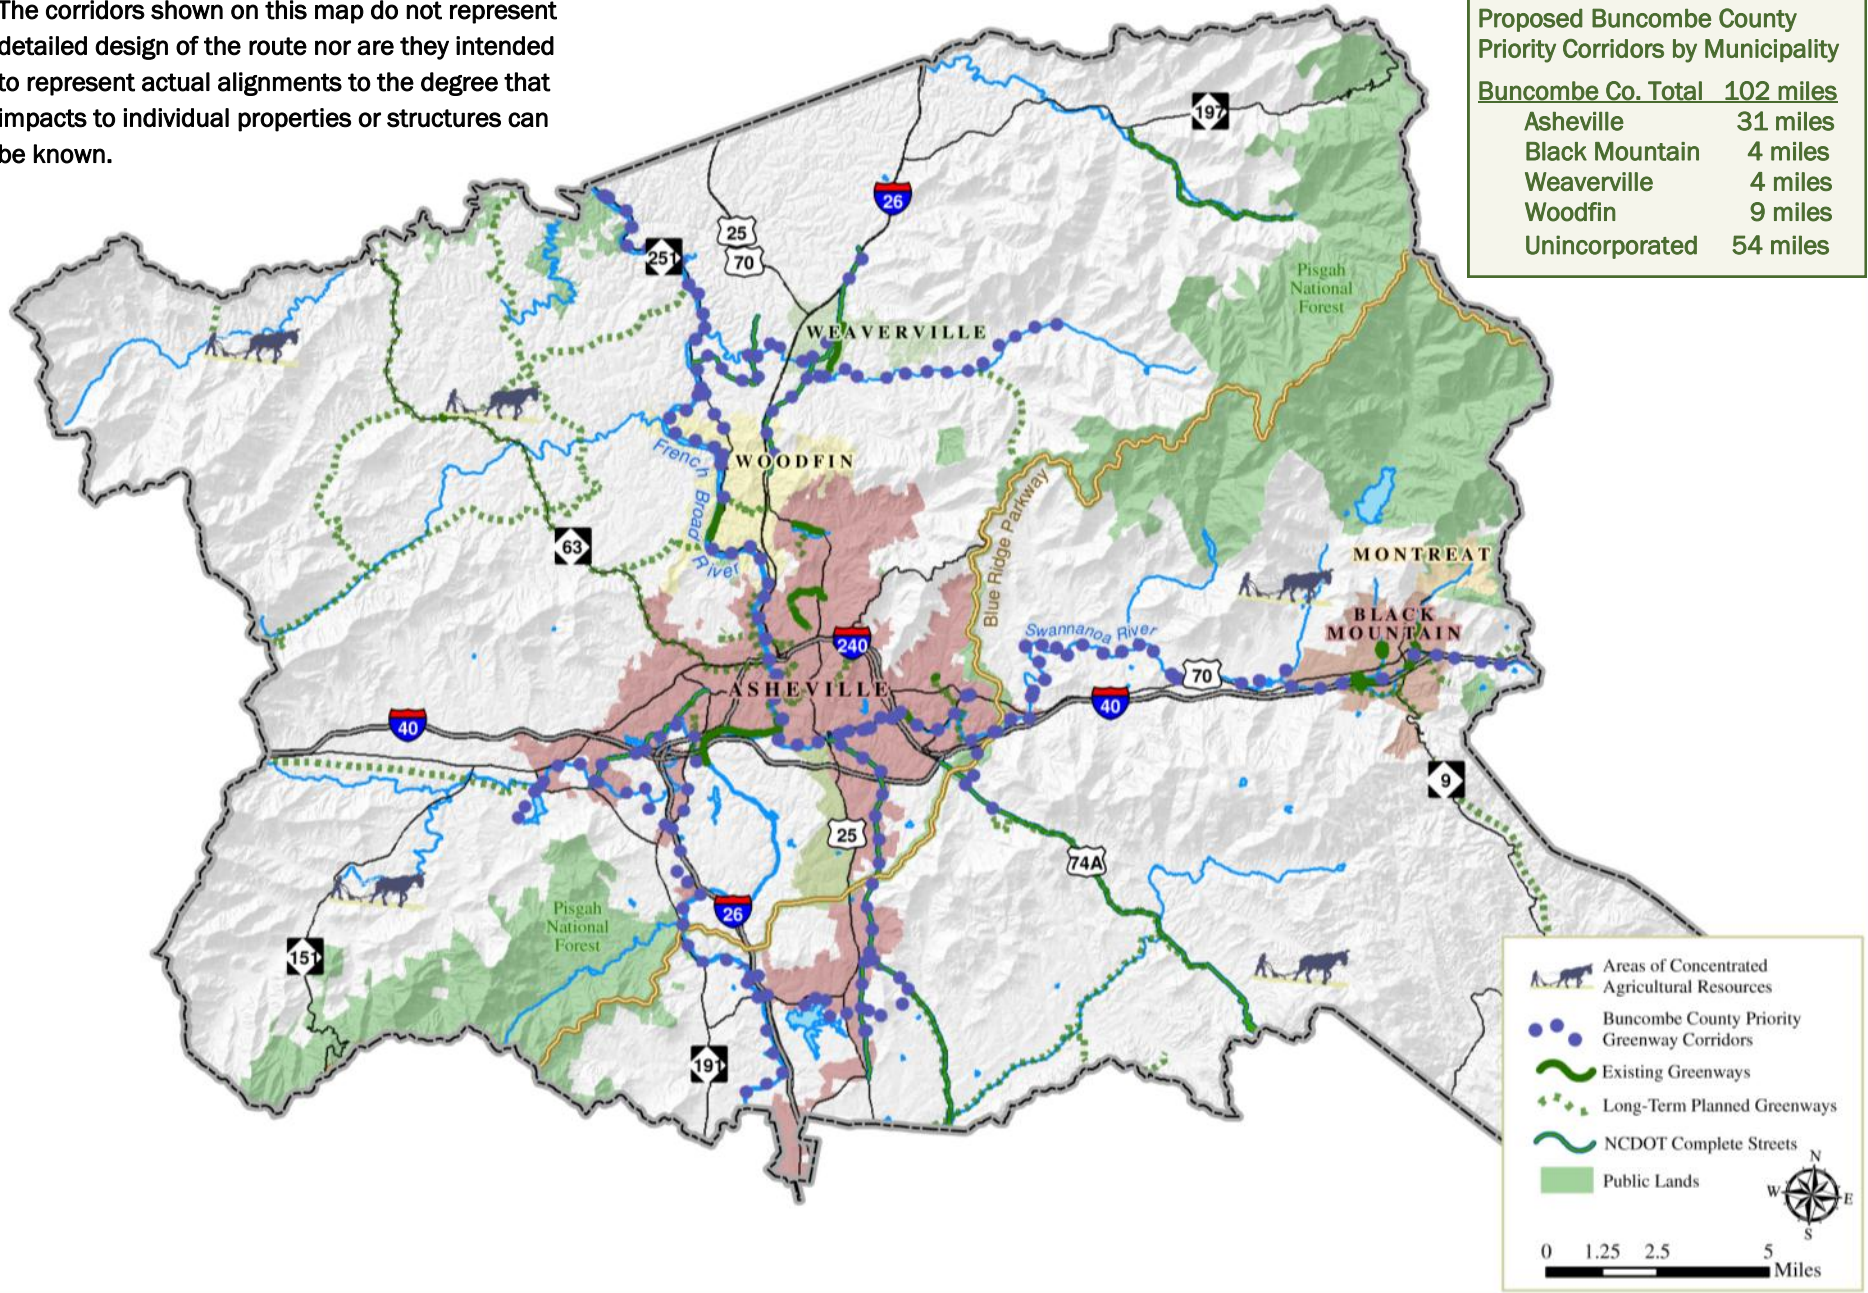 The corridors shown on this map do not represent
detailed design of the route nor are they intended
to represent actual alignments to the degree that
impacts to individual properties or structures can
be known.
Proposed Buncombe County
Priority Corridors by Municipality
Buncombe Co. Total 102 miles
Asheville 31 miles
Black Mountain 4 miles
Weaverville 4 miles
Woodfin 9 miles
Unincorporated 54 miles
197
26
25
70
251
Pisgah
National
Forest
WEAVERVILLE
French Broad River
WOODFIN
Blue Ridge Parkway
63
MONTREAT
BLACK
MOUNTAIN
Swannanoa River
240
70
ASHEVILLE
40
40
9
25
74A
26
Pisgah
National
Forest
151
191
Areas of Concentrated
Agricultural Resources
Buncombe County Priority
Greenway Corridors
Existing Greenways
Long-Term Planned Greenways
NCDOT Complete Streets
Public Lands
N
W E
S
0 1.25 2.5 5
Miles